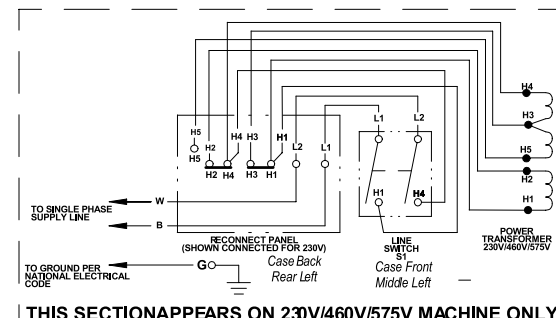 H4
H3
H5
H2
H1
H5 H2 H4 H3 H1 L2 L1
L1 L2
H5
H2 H4 H3 H1
H1 H4
TO SINGLE PHASE
SUPPLY LINE
W
B
RECONNECT PANEL
(SHOWN CONNECTED FOR 230V)
Case Back
Rear Left
LINE
SWITCH
S1
Case Front
Middle Left
POWER
TRANSFORMER
230V/460V/575V
TO GROUND PER
NATIONAL ELECTRICAL
CODE
G
THIS SECTION APPEARS ON 230V/460V/575V MACHINE ONLY